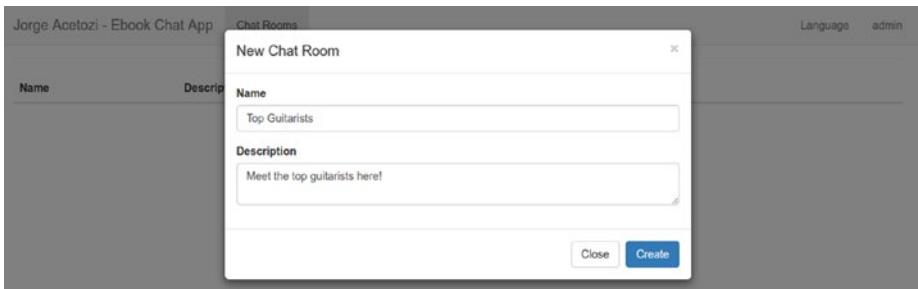 Jorge Acetozi - Ebook Chat App Chat Rooms Language admin
New Chat Room ×
Name Descrip
Name
Top Guitarists
Description
Meet the top guitarists here!
Close Create